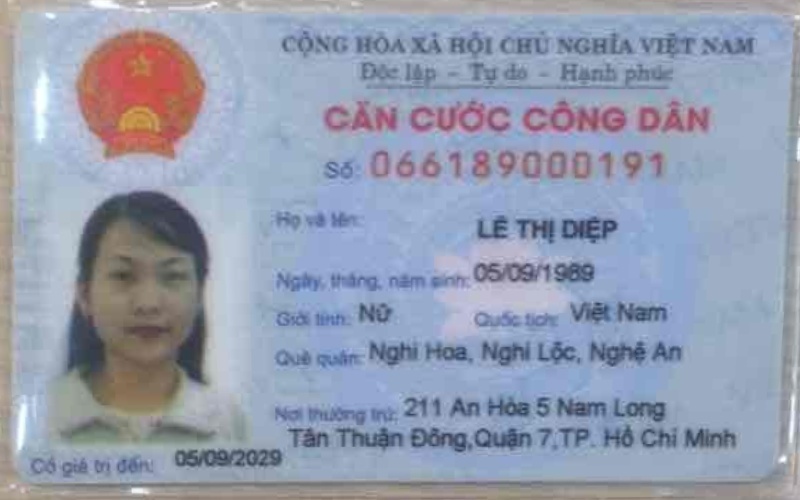 CỘNG HÒA XÃ HỘI CHỦ NGHĨA VIỆT NAM
Độc lập - Tự do - Hạnh phúc
CĂN CƯỚC CÔNG DÂN
Số: 066189000191
Họ và tên: LÊ THỊ DIỆP
Ngày, tháng, năm sinh: 05/09/1989
Giới tính: Nữ Quốc tịch: Việt Nam
Quê quán: Nghi Hoa, Nghi Lộc, Nghệ An
Nơi thường trú: 211 An Hòa 5 Nam Long
Tân Thuận Đông,Quận 7,TP. Hồ Chí Minh
Có giá trị đến: 05/09/2029